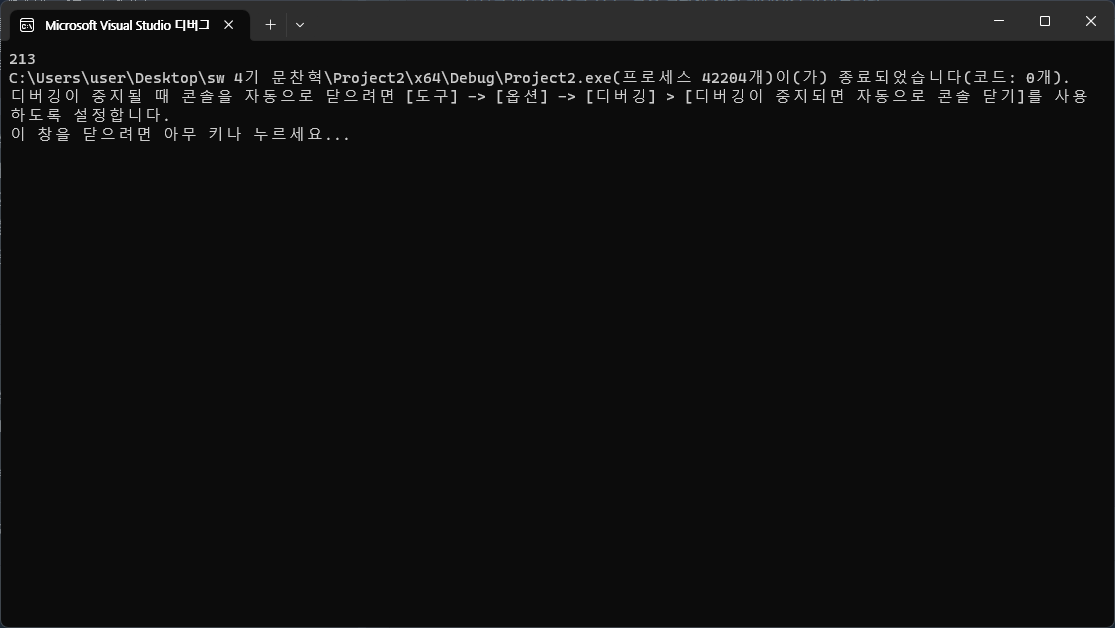 Microsoft Visual Studio 디버그
213
C:\Users\user\Desktop\sw 4기 문찬혁\Project2\x64\Debug\Project2.exe(프로세스 42204개)이(가) 종료되었습니다(코드: 0개).
디버깅이 중지될 때 콘솔을 자동으로 닫으려면 [도구] -> [옵션] -> [디버깅] > [디버깅이 중지되면 자동으로 콘솔 닫기]를 사용
하도록 설정합니다.
이 창을 닫으려면 아무 키나 누르세요...